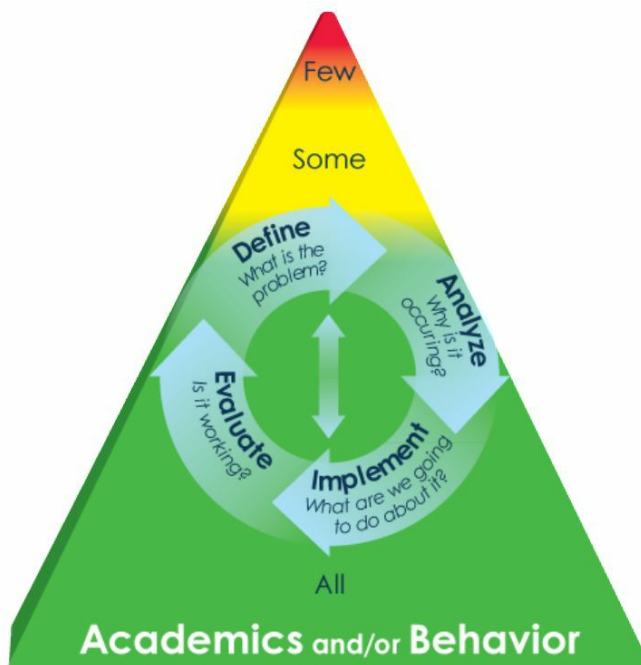 Few
Some
Define
What is the
problem?
Analyze
Why is it
occuring?
Implement
What are we going
to do about it?
Evaluate
Is it working?
All
Academics and/or Behavior